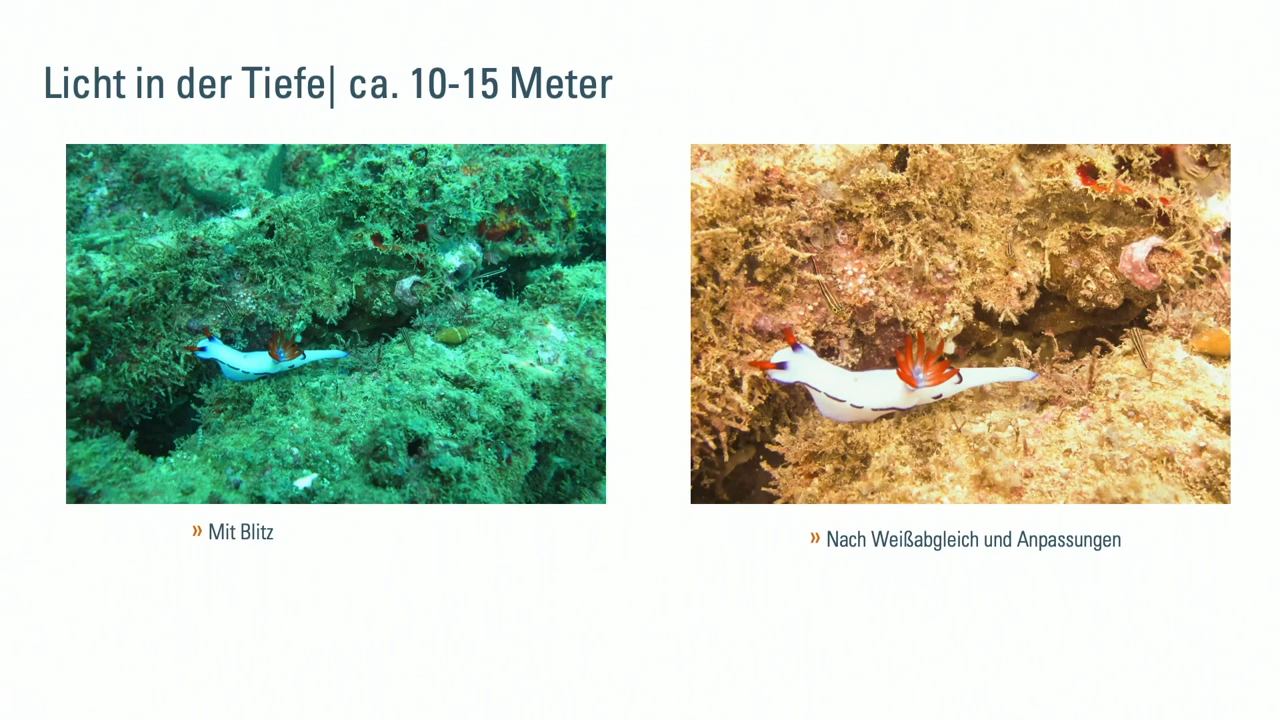 Licht in der Tiefe| ca. 10-15 Meter
» Mit Blitz
» Nach Weißabgleich und Anpassungen